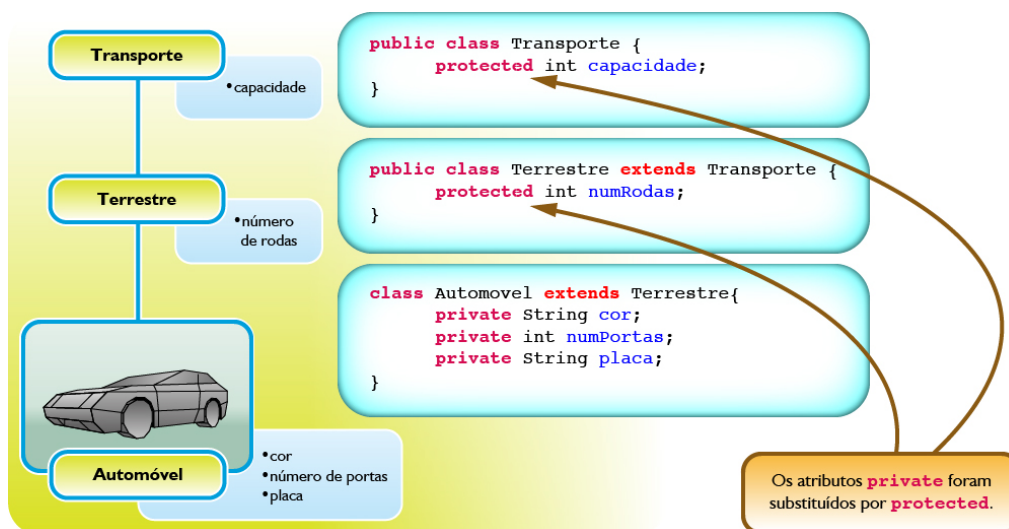 Transporte
•capacidade
Terrestre
•número
de rodas
Automóvel
•cor
•número de portas
•placa
public class Transporte {
protected int capacidade;
}
public class Terrestre extends Transporte {
protected int numRodas;
}
class Automovel extends Terrestre{
private String cor;
private int numPortas;
private String placa;
}
Os atributos private foram
substituídos por protected.